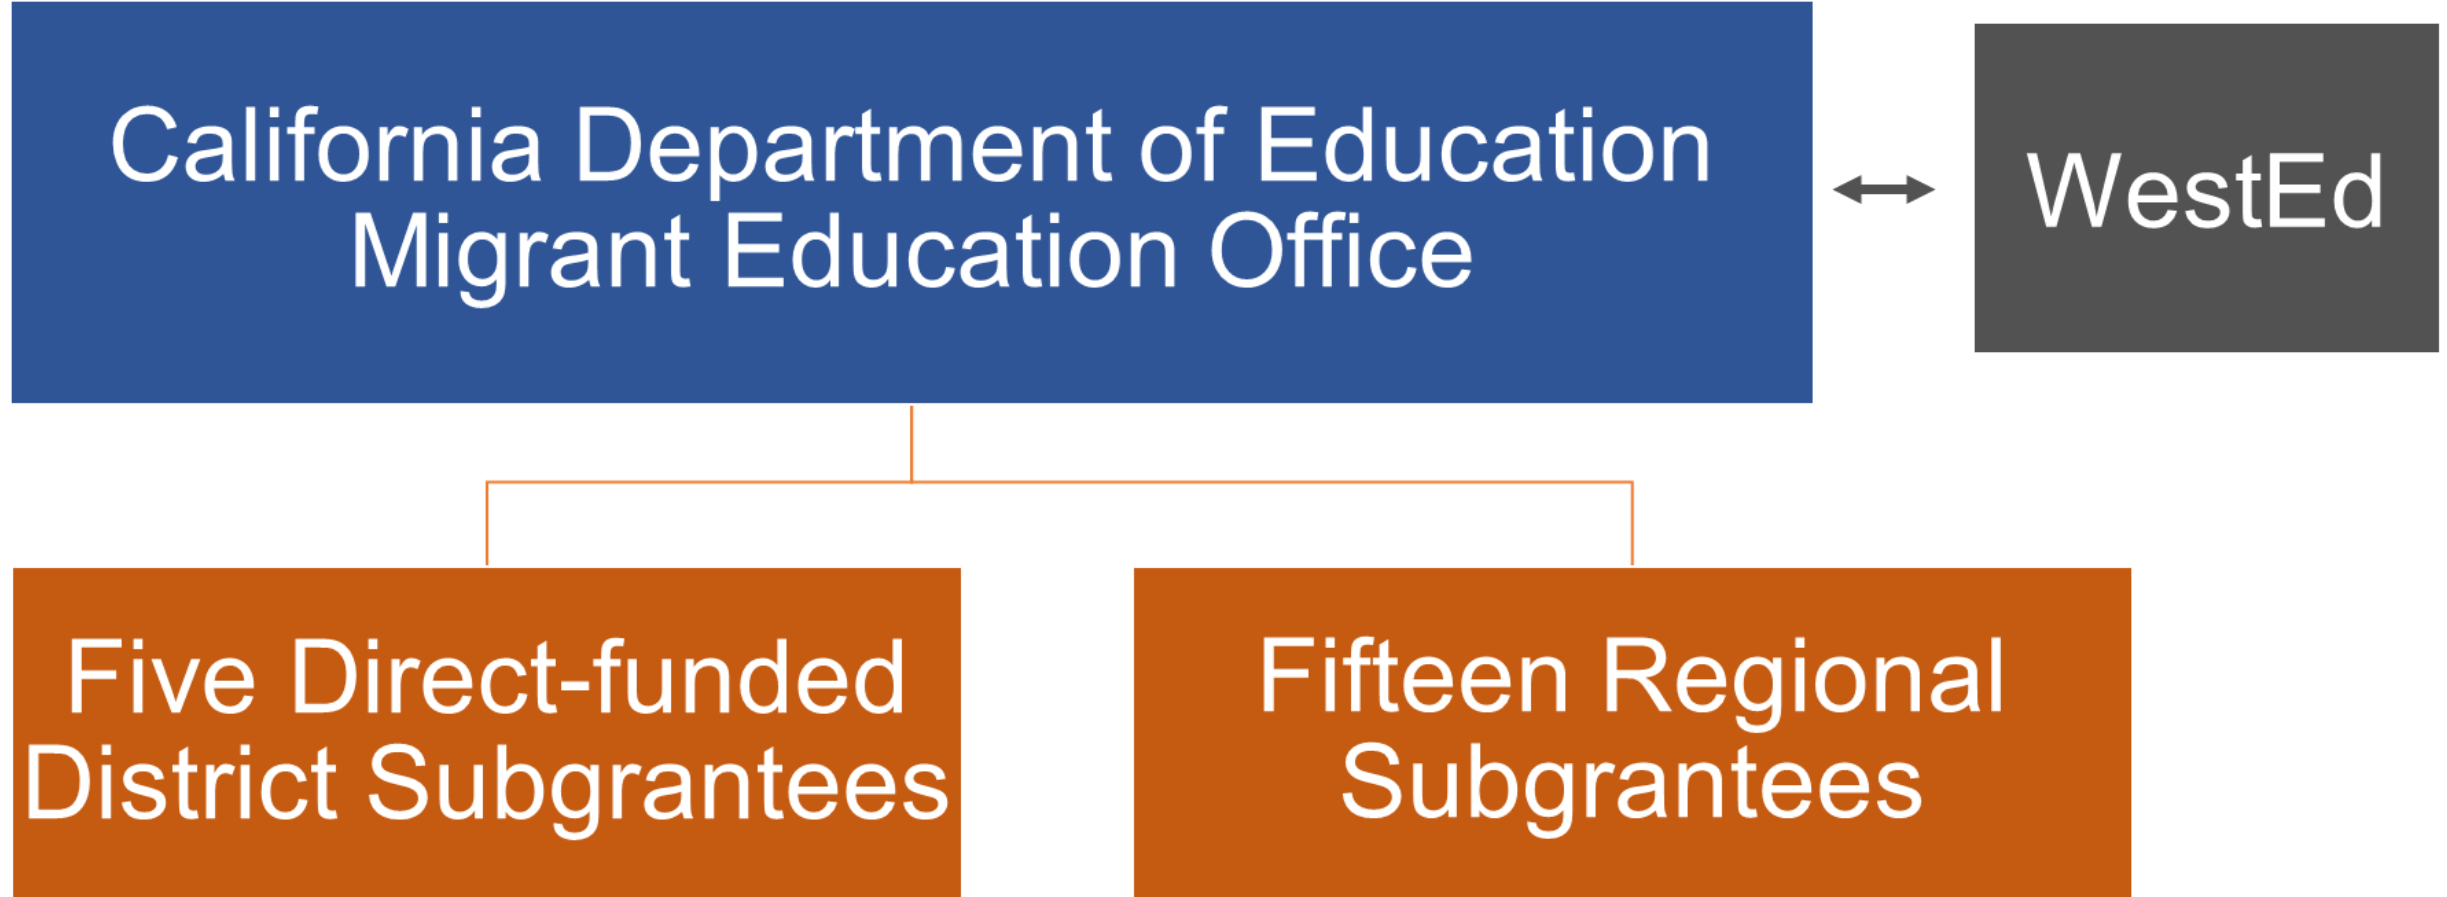 California Department of Education
Migrant Education Office
WestEd
Five Direct-funded
District Subgrantees
Fifteen Regional
Subgrantees